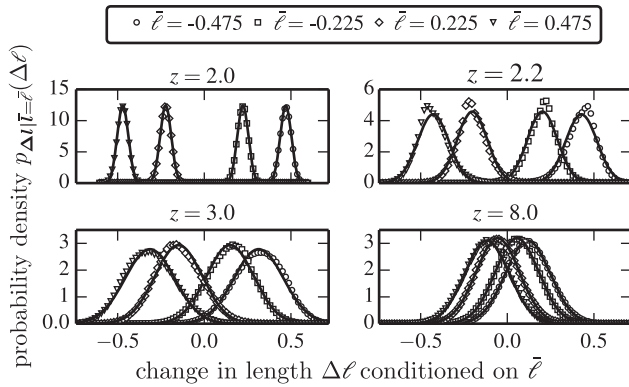 ℓ̄ = -0.475 ℓ̄ = -0.225 ℓ̄ = 0.225 ℓ̄ = 0.475
probability density p_{Δl|l̄=ℓ̄}(Δℓ)
z = 2.0
15
10
5
0
z = 2.2
6
4
2
0
z = 3.0
3
2
1
0.0
−0.5 0.0 0.5
z = 8.0
3
2
1
0
−0.5 0.0 0.5
change in length Δℓ conditioned on ℓ̄